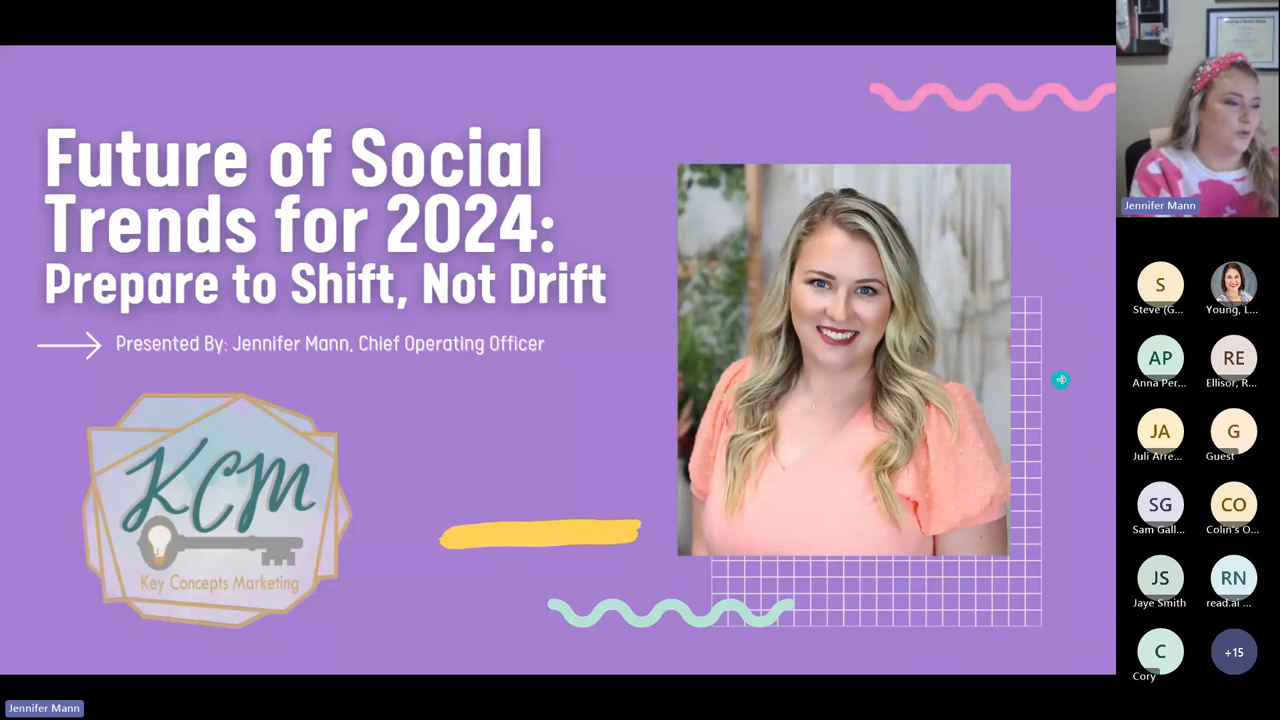 Future of Social
Trends for 2024:
Prepare to Shift, Not Drift
Presented By: Jennifer Mann, Chief Operating Officer
KCM
Key Concepts Marketing
Jennifer Mann
S
Steve (G...
Young, L...
AP
Anna Per...
RE
Ellisor, R...
JA
Juli Arre...
G
Guest
SG
Sam Gall...
CO
Colin's O...
JS
Jaye Smith
RN
read.ai ...
C
Cory
+15
Jennifer Mann